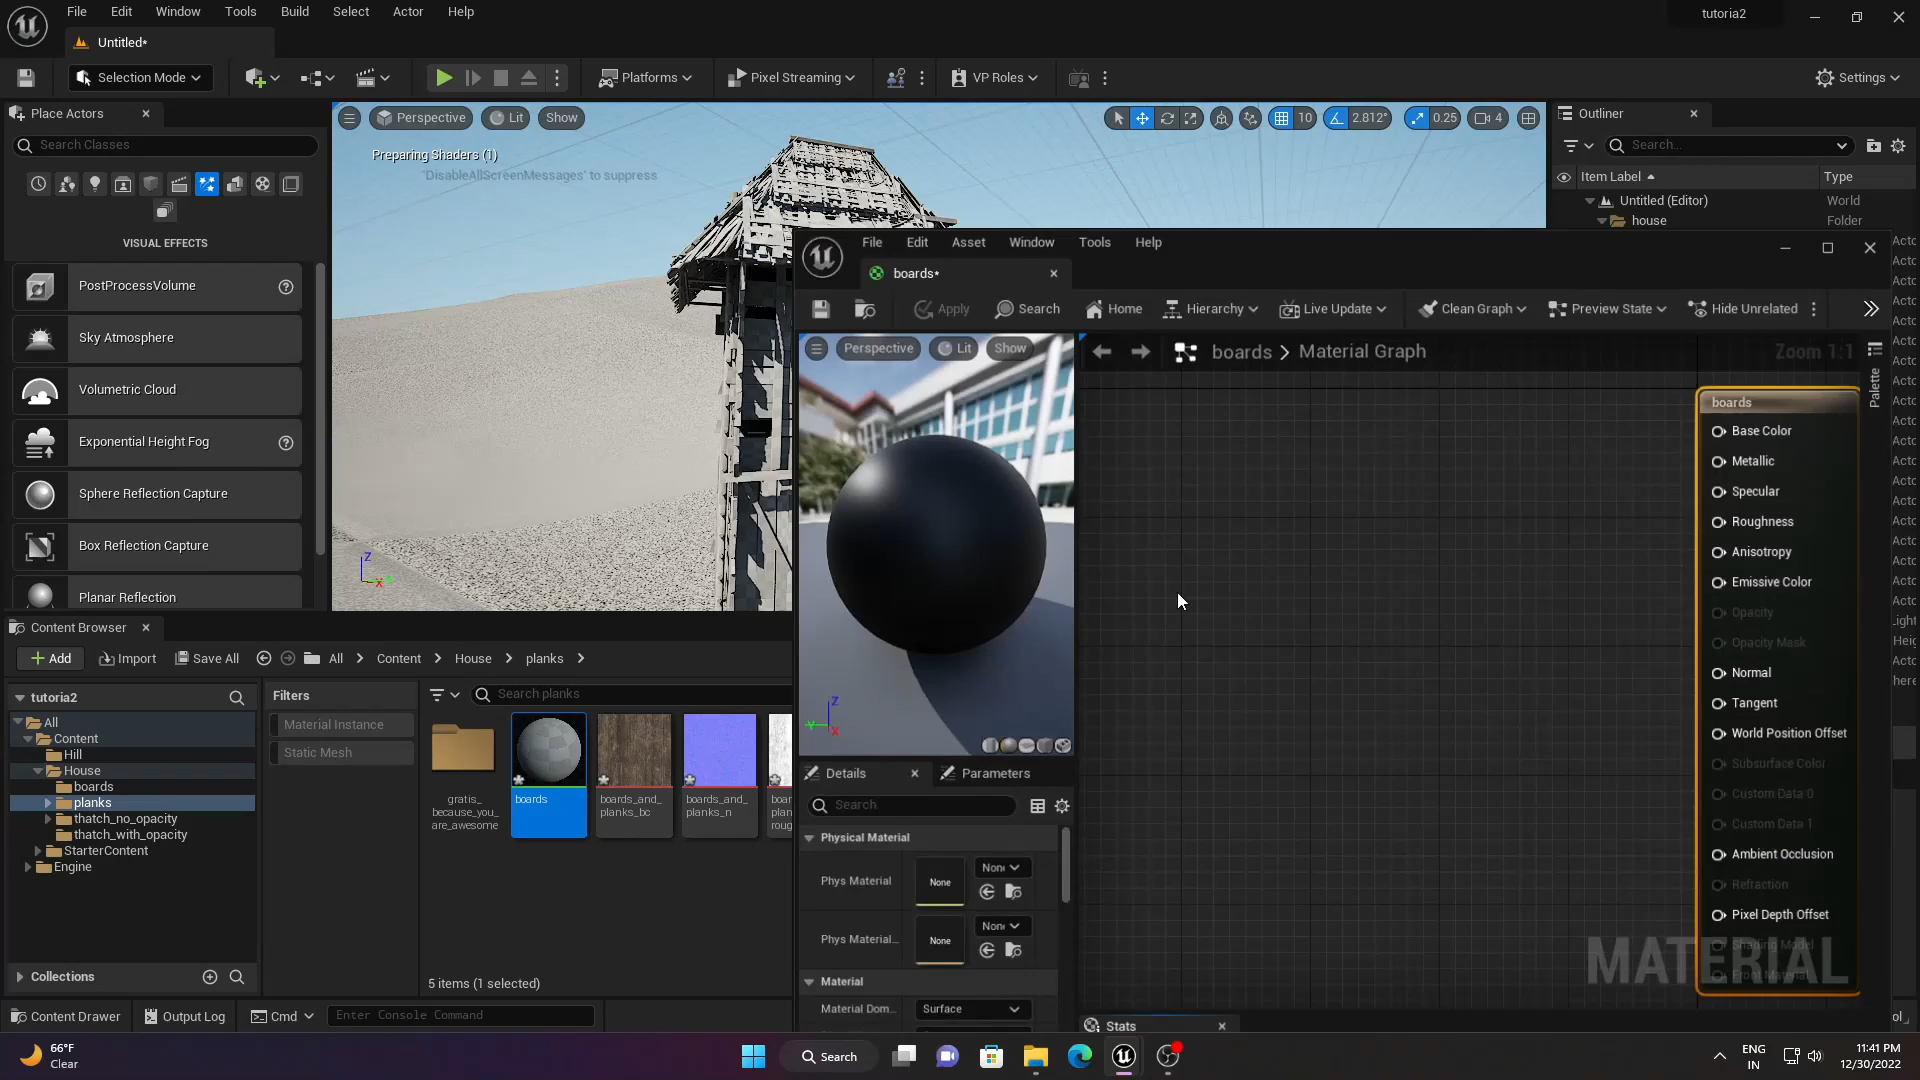 File Edit Window Tools Build Select Actor Help
tutoria2
Untitled*
Selection Mode
Platforms
Pixel Streaming
VP Roles
Settings
Place Actors
Search Classes
VISUAL EFFECTS
PostProcessVolume
Sky Atmosphere
Volumetric Cloud
Exponential Height Fog
Sphere Reflection Capture
Box Reflection Capture
Planar Reflection
Perspective Lit Show
10 2.812° 0.25 4
Preparing Shaders (1)
'DisableAllScreenMessages' to suppress
Outliner
Search...
Item Label Type
Untitled (Editor) World
house Folder
File Edit Asset Window Tools Help
boards*
Apply Search Home Hierarchy Live Update Clean Graph Preview State Hide Unrelated
Perspective Lit Show
boards > Material Graph
Zoom 1:1
Palette
boards
Base Color
Metallic
Specular
Roughness
Anisotropy
Emissive Color
Opacity
Opacity Mask
Normal
Tangent
World Position Offset
Subsurface Color
Custom Data 0
Custom Data 1
Ambient Occlusion
Refraction
Pixel Depth Offset
Shading Model
Front Material
MATERIAL
Details
Parameters
Search
Physical Material
Phys Material
None
Phys Material...
None
Material
Material Dom...
Surface
Stats
Content Browser
Add Import Save All All > Content > House > planks >
tutoria2
All
Content
Hill
House
boards
planks
thatch_no_opacity
thatch_with_opacity
StarterContent
Engine
Collections
Filters
Material Instance
Static Mesh
Search planks
gratis_
because_you_
are_awesome
boards
boards_and_
planks_bc
boards_and_
planks_n
5 items (1 selected)
Content Drawer
Output Log
Cmd
Enter Console Command
66°F
Clear
Search
ENG
IN
11:41 PM
12/30/2022